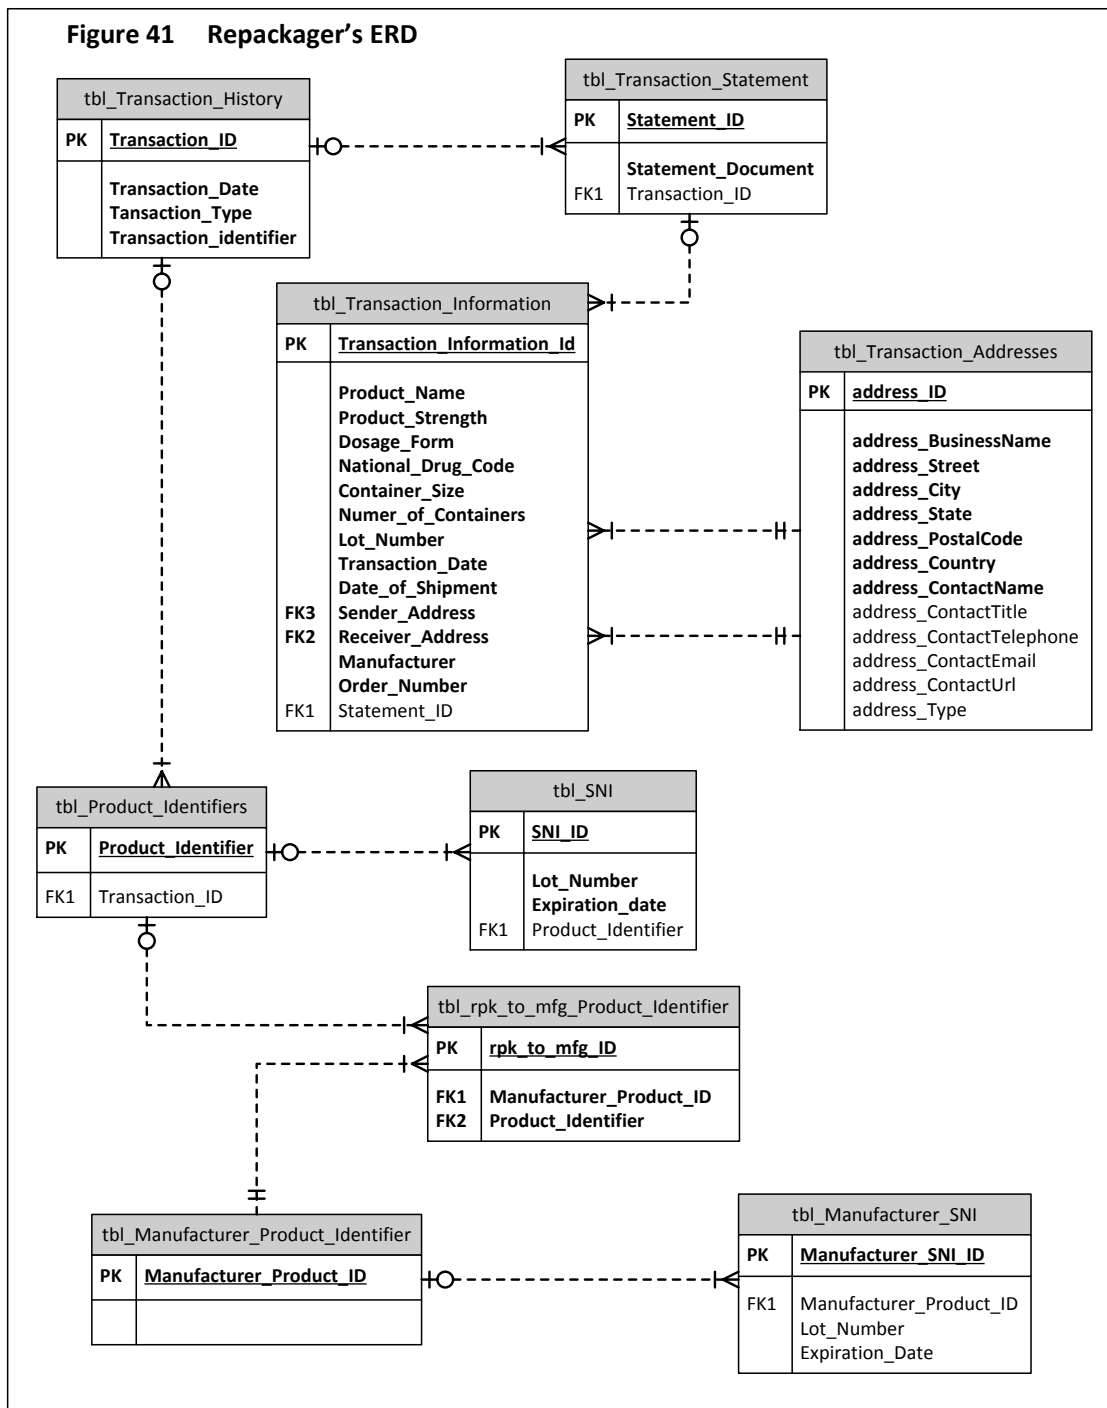 Figure 41 Repackager's ERD
tbl_Transaction_History
PK Transaction_ID
Transaction_Date
Tansaction_Type
Transaction_identifier
tbl_Transaction_Statement
PK Statement_ID
Statement_Document
FK1 Transaction_ID
tbl_Transaction_Information
PK Transaction_Information_Id
Product_Name
Product_Strength
Dosage_Form
National_Drug_Code
Container_Size
Numer_of_Containers
Lot_Number
Transaction_Date
Date_of_Shipment
FK3 Sender_Address
FK2 Receiver_Address
Manufacturer
Order_Number
FK1 Statement_ID
tbl_Transaction_Addresses
PK address_ID
address_BusinessName
address_Street
address_City
address_State
address_PostalCode
address_Country
address_ContactName
address_ContactTitle
address_ContactTelephone
address_ContactEmail
address_ContactUrl
address_Type
tbl_Product_Identifiers
PK Product_Identifier
FK1 Transaction_ID
tbl_SNI
PK SNI_ID
Lot_Number
Expiration_date
FK1 Product_Identifier
tbl_rpk_to_mfg_Product_Identifier
PK rpk_to_mfg_ID
FK1 Manufacturer_Product_ID
FK2 Product_Identifier
tbl_Manufacturer_Product_Identifier
PK Manufacturer_Product_ID
tbl_Manufacturer_SNI
PK Manufacturer_SNI_ID
FK1 Manufacturer_Product_ID
Lot_Number
Expiration_Date